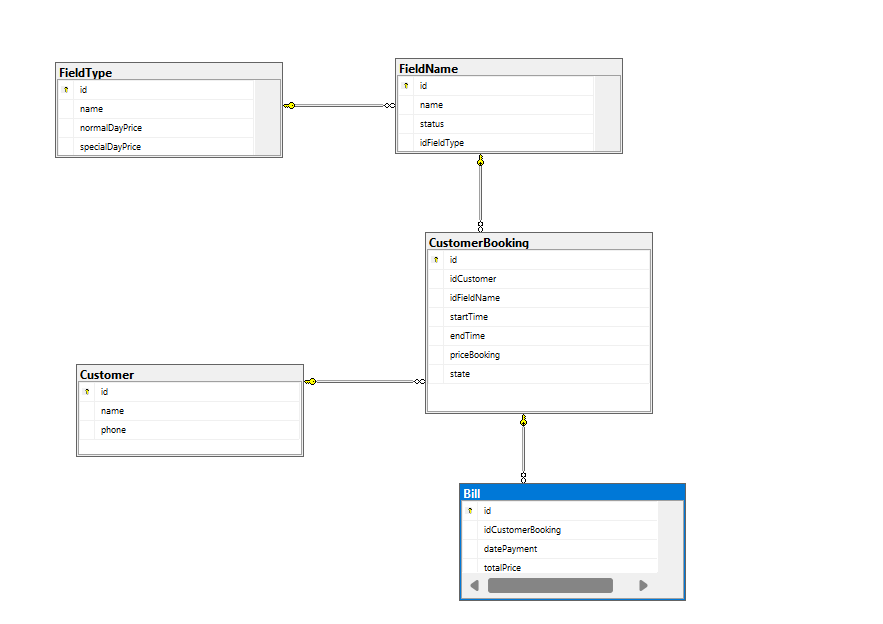 FieldType
id
name
normalDayPrice
specialDayPrice
FieldName
id
name
status
idFieldType
CustomerBooking
id
idCustomer
idFieldName
startTime
endTime
priceBooking
state
Customer
id
name
phone
Bill
id
idCustomerBooking
datePayment
totalPrice